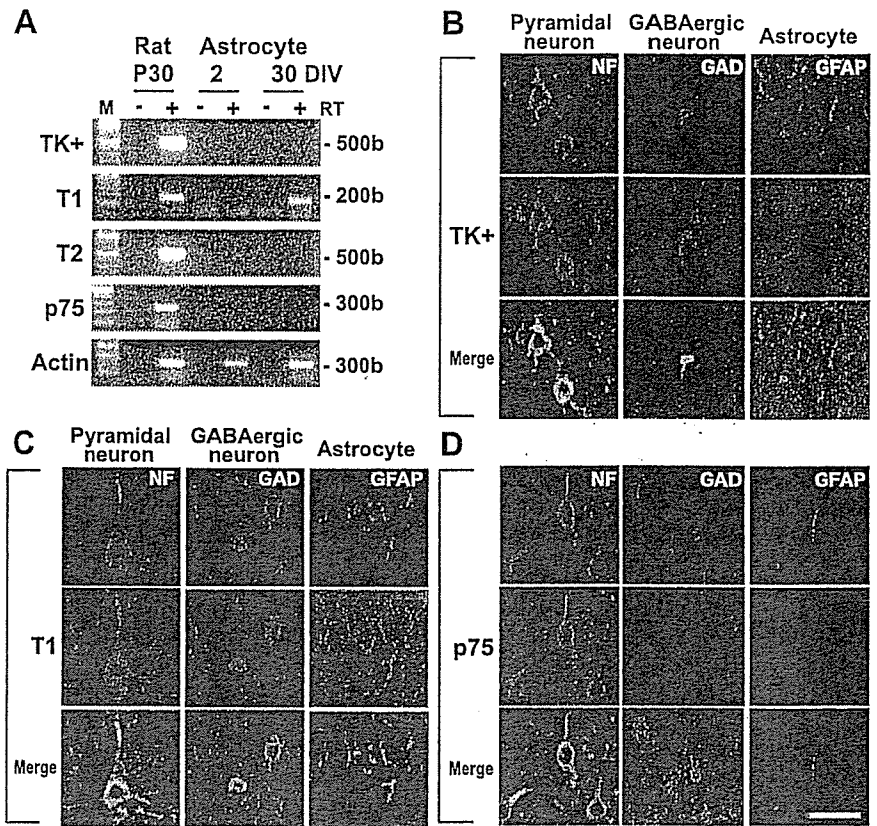 A
Rat Astrocyte
P30 2 30 DIV
M - + - + - + RT
TK+ - 500b
T1 - 200b
T2 - 500b
p75 - 300b
Actin - 300b
B
Pyramidal neuron GABAergic neuron Astrocyte
NF GAD GFAP
TK+
Merge
C
Pyramidal neuron GABAergic neuron Astrocyte
NF GAD GFAP
T1
Merge
D
NF GAD GFAP
p75
Merge